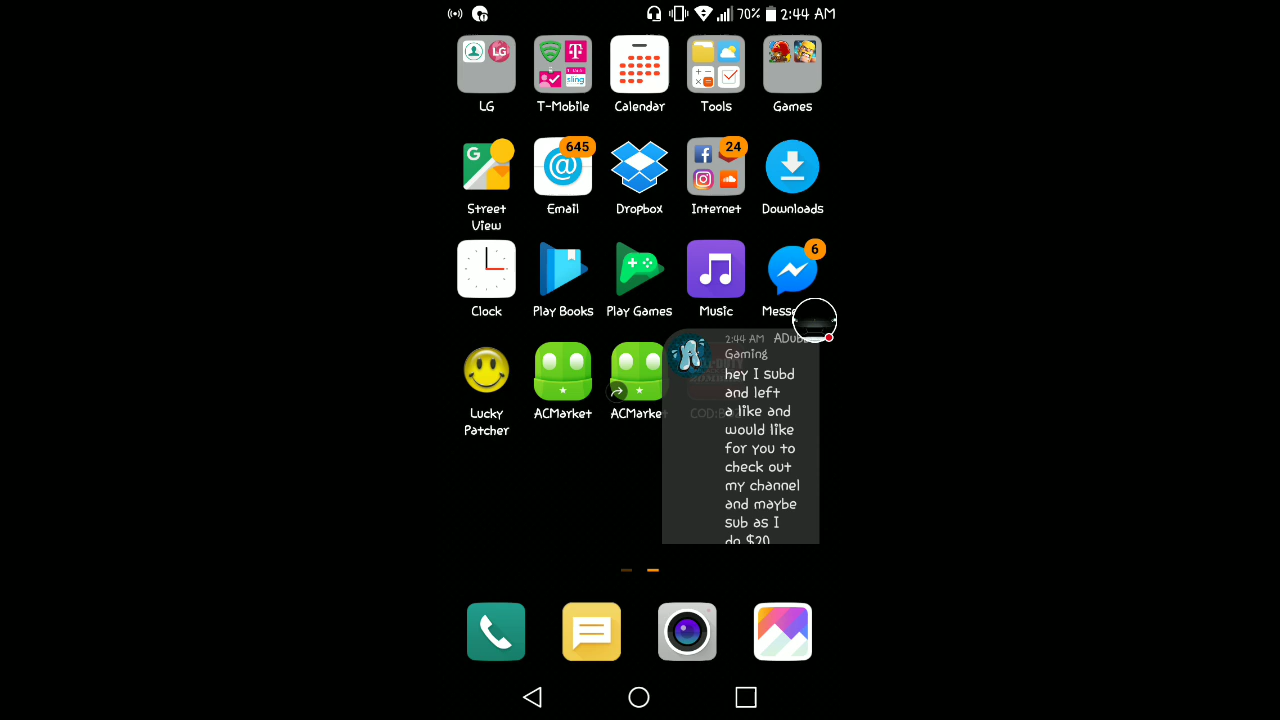 70% 2:44 AM
LG T-Mobile Calendar Tools Games
645 24
Street View Email Dropbox Internet Downloads
6
Clock Play Books Play Games Music
2:44 AM
Gaming
hey I subd
and left
a like and
would like
for you to
check out
my channel
and maybe
sub as I
do $20
Lucky Patcher ACMarket ACMarket